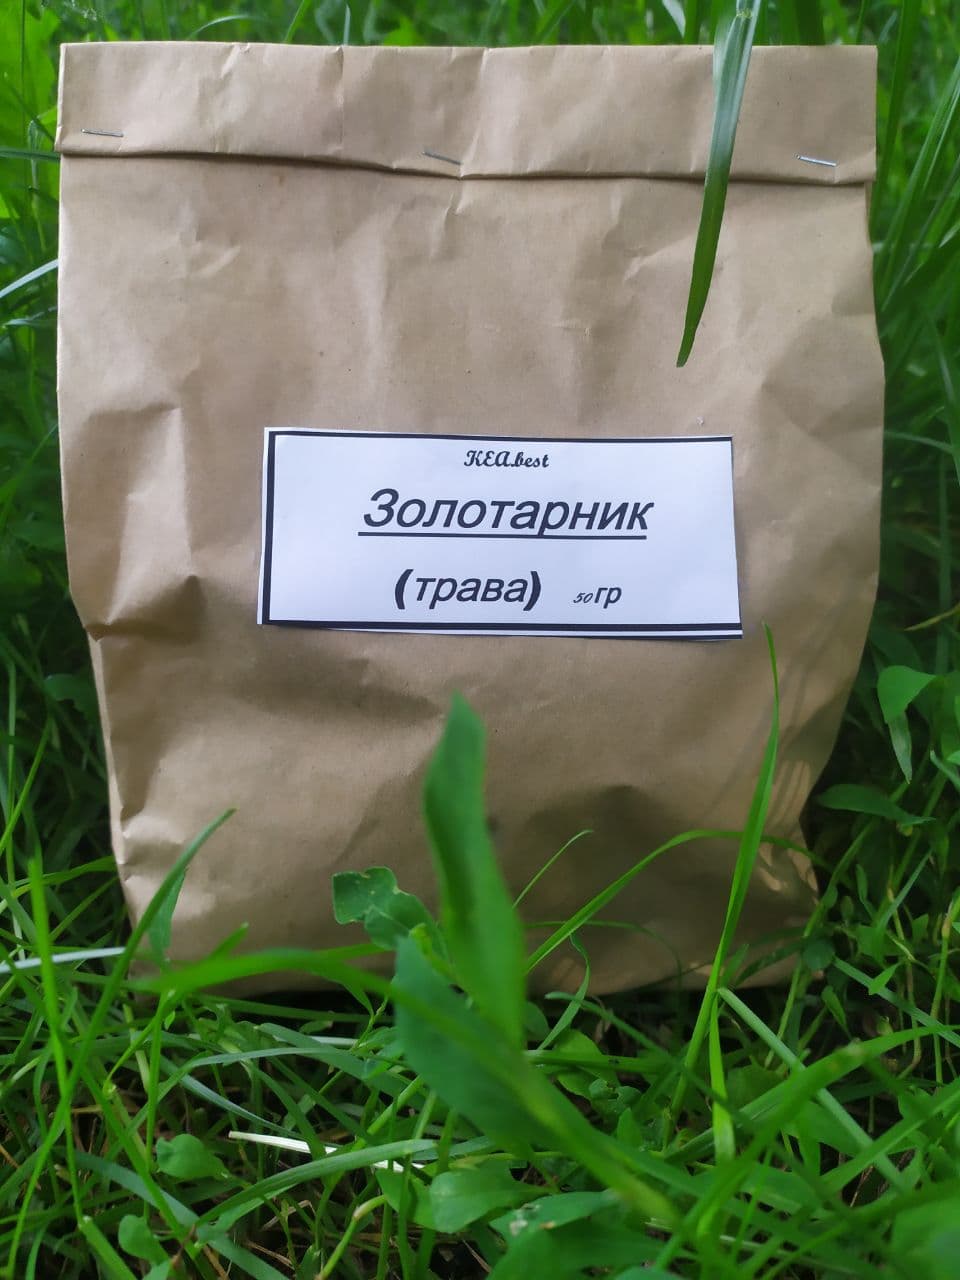 KEA.best
Золотарник
(трава) 50гр